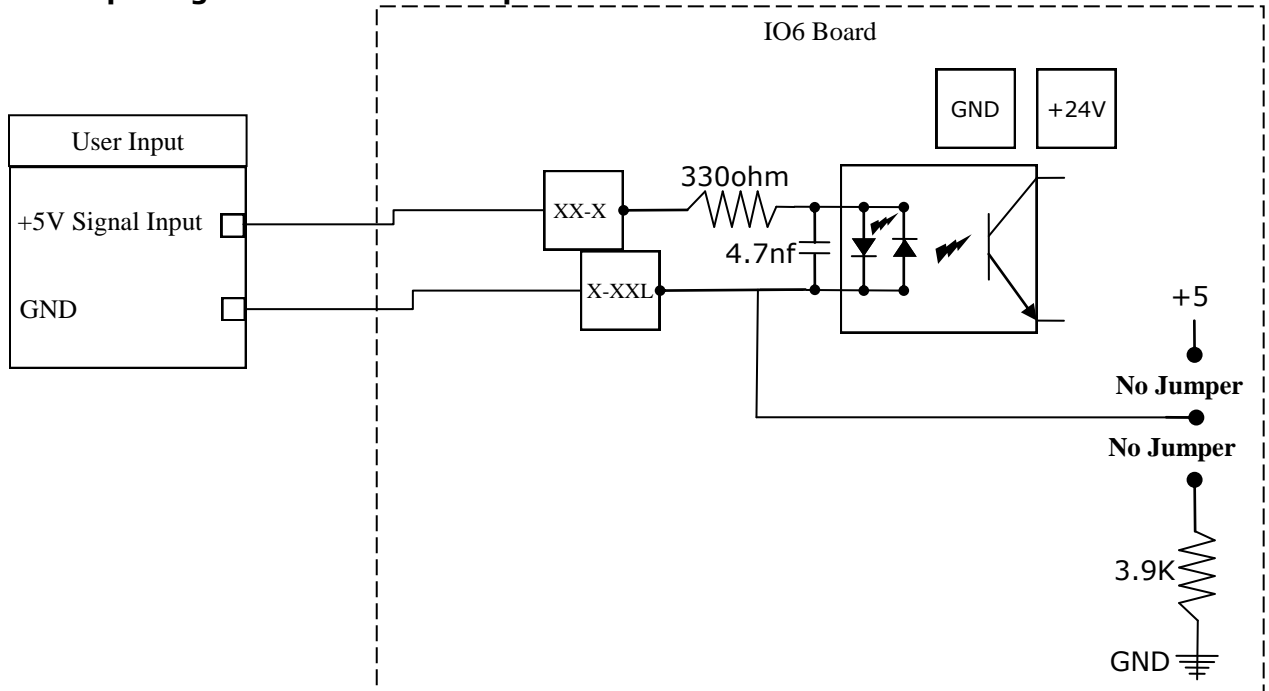 IO6 Board
GND
+24V
User Input
330ohm
+5V Signal Input
XX-X
4.7nf
X-XXL
GND
+5
No Jumper
No Jumper
3.9K
GND